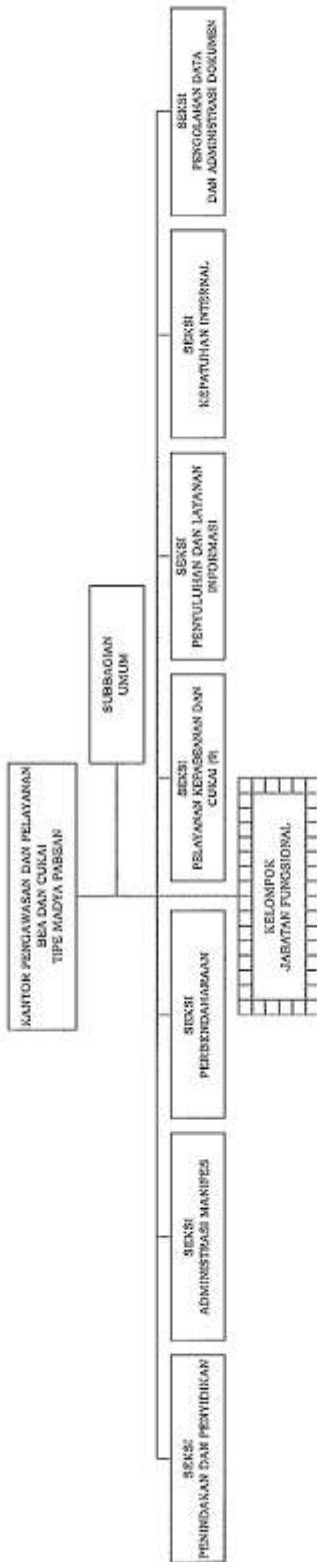 KANTOR PENGAWASAN DAN PELAYANAN
BEA DAN CUKAI
TIPE MADYA PABEAN
SUBBAGIAN
UMUM
SEKSI
PENINDAKAN DAN PENYIDIKAN
SEKSI
ADMINISTRASI MANIFES
SEKSI
PERBENDAHARAAN
SEKSI
PELAYANAN KEPABEANAN DAN
CUKAI (9)
SEKSI
PENYULUHAN DAN LAYANAN
INFORMASI
SEKSI
KEPATUHAN INTERNAL
SEKSI
PENGOLAHAN DATA
DAN ADMINISTRASI DOKUMEN
KELOMPOK
JABATAN FUNGSIONAL